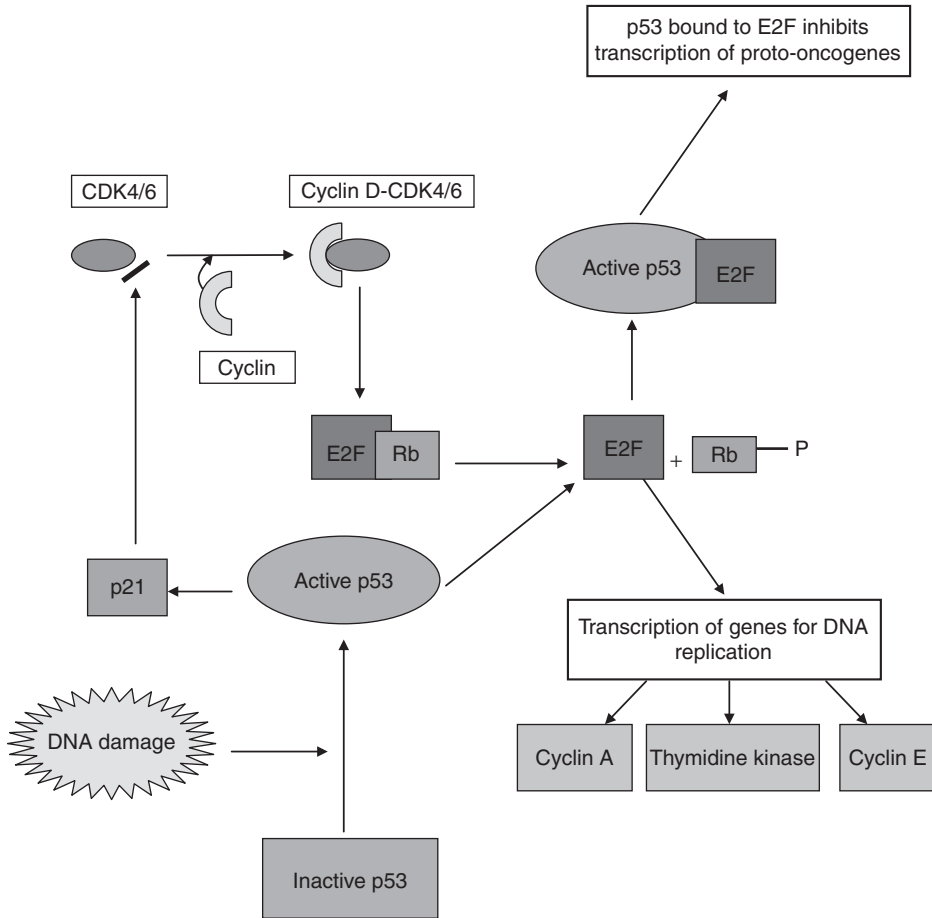 p53 bound to E2F inhibits
transcription of proto-oncogenes
CDK4/6
Cyclin D-CDK4/6
Active p53
E2F
Cyclin
E2F
Rb
E2F
+
Rb
P
p21
Active p53
Transcription of genes for DNA
replication
DNA damage
Cyclin A
Thymidine kinase
Cyclin E
Inactive p53